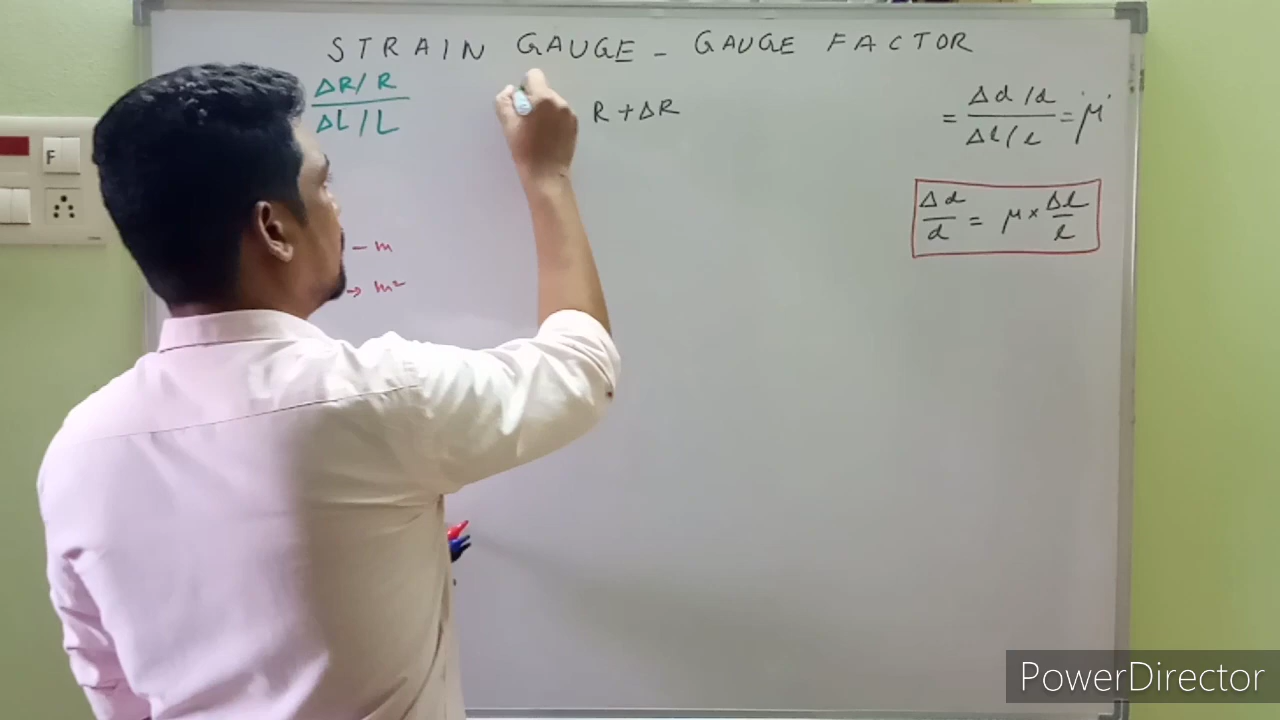 STRAIN GAUGE - GAUGE FACTOR
ΔR/R
ΔL/L
R+ΔR
= Δd/d = μ
Δl/l
Δd/d = μ × Δl/l
- m
→ m²
F
PowerDirector